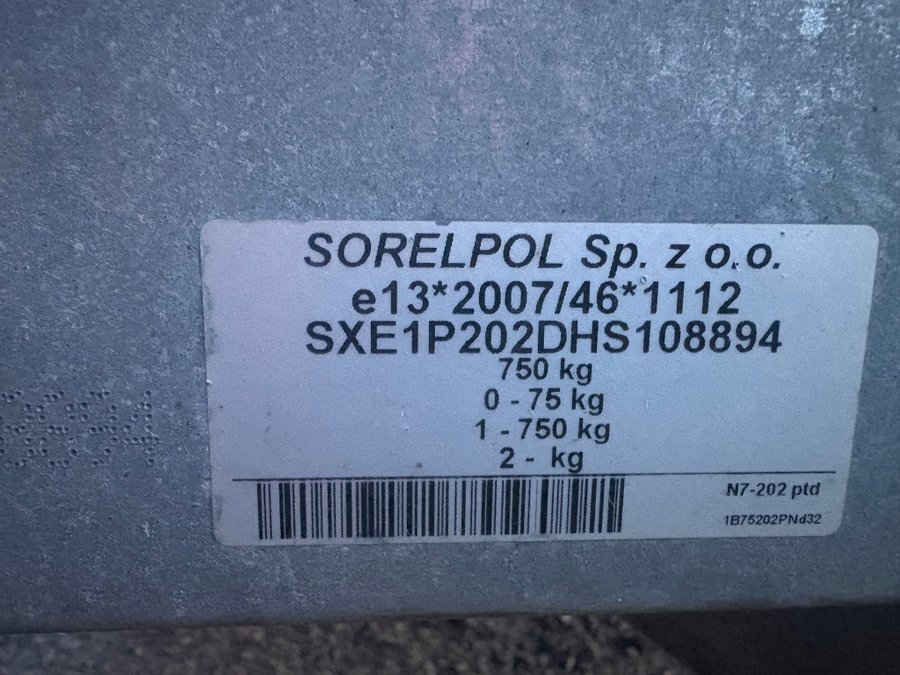 SORELPOL Sp. z o.o.
e13*2007/46*1112
SXE1P202DHS108894
750 kg
0 - 75 kg
1 - 750 kg
2 - kg
N7-202 ptd
1B75202PNd32